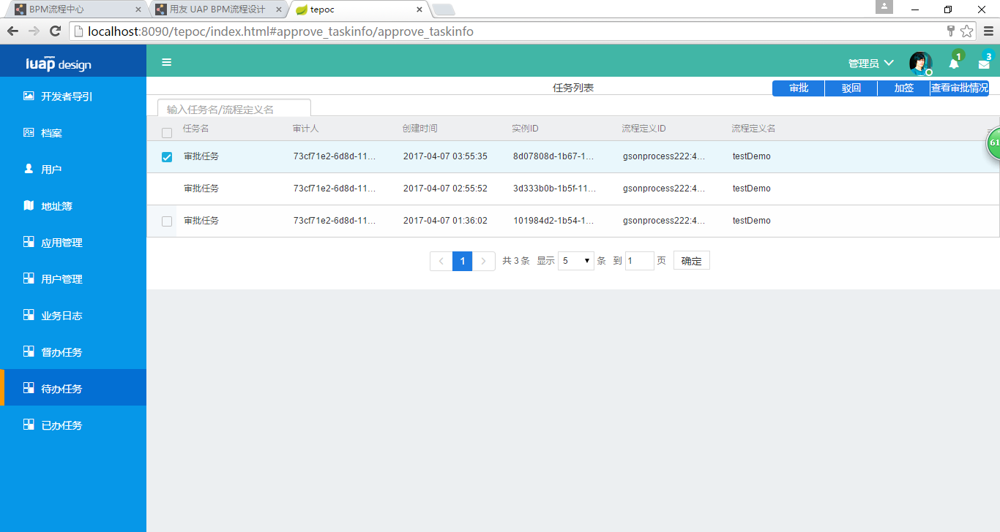 BPM流程中心
用友 UAP BPM流程设计
tepoc
localhost:8090/tepoc/index.html#approve_taskinfo/approve_taskinfo
iuap design
管理员
1
3
开发者导引
档案
用户
地址簿
应用管理
用户管理
业务日志
督办任务
待办任务
已办任务
任务列表
审批 驳回 加签 查看审批情况
输入任务名/流程定义名
任务名 审计人 创建时间 实例ID 流程定义ID 流程定义名
审批任务 73cf71e2-6d8d-11... 2017-04-07 03:55:35 8d07808d-1b67-1... gsonprocess222:4... testDemo
审批任务 73cf71e2-6d8d-11... 2017-04-07 02:55:52 3d333b0b-1b5f-11... gsonprocess222:4... testDemo
审批任务 73cf71e2-6d8d-11... 2017-04-07 01:36:02 101984d2-1b54-1... gsonprocess222:4... testDemo
61
1 共 3 条 显示 5 条 到 1 页 确定